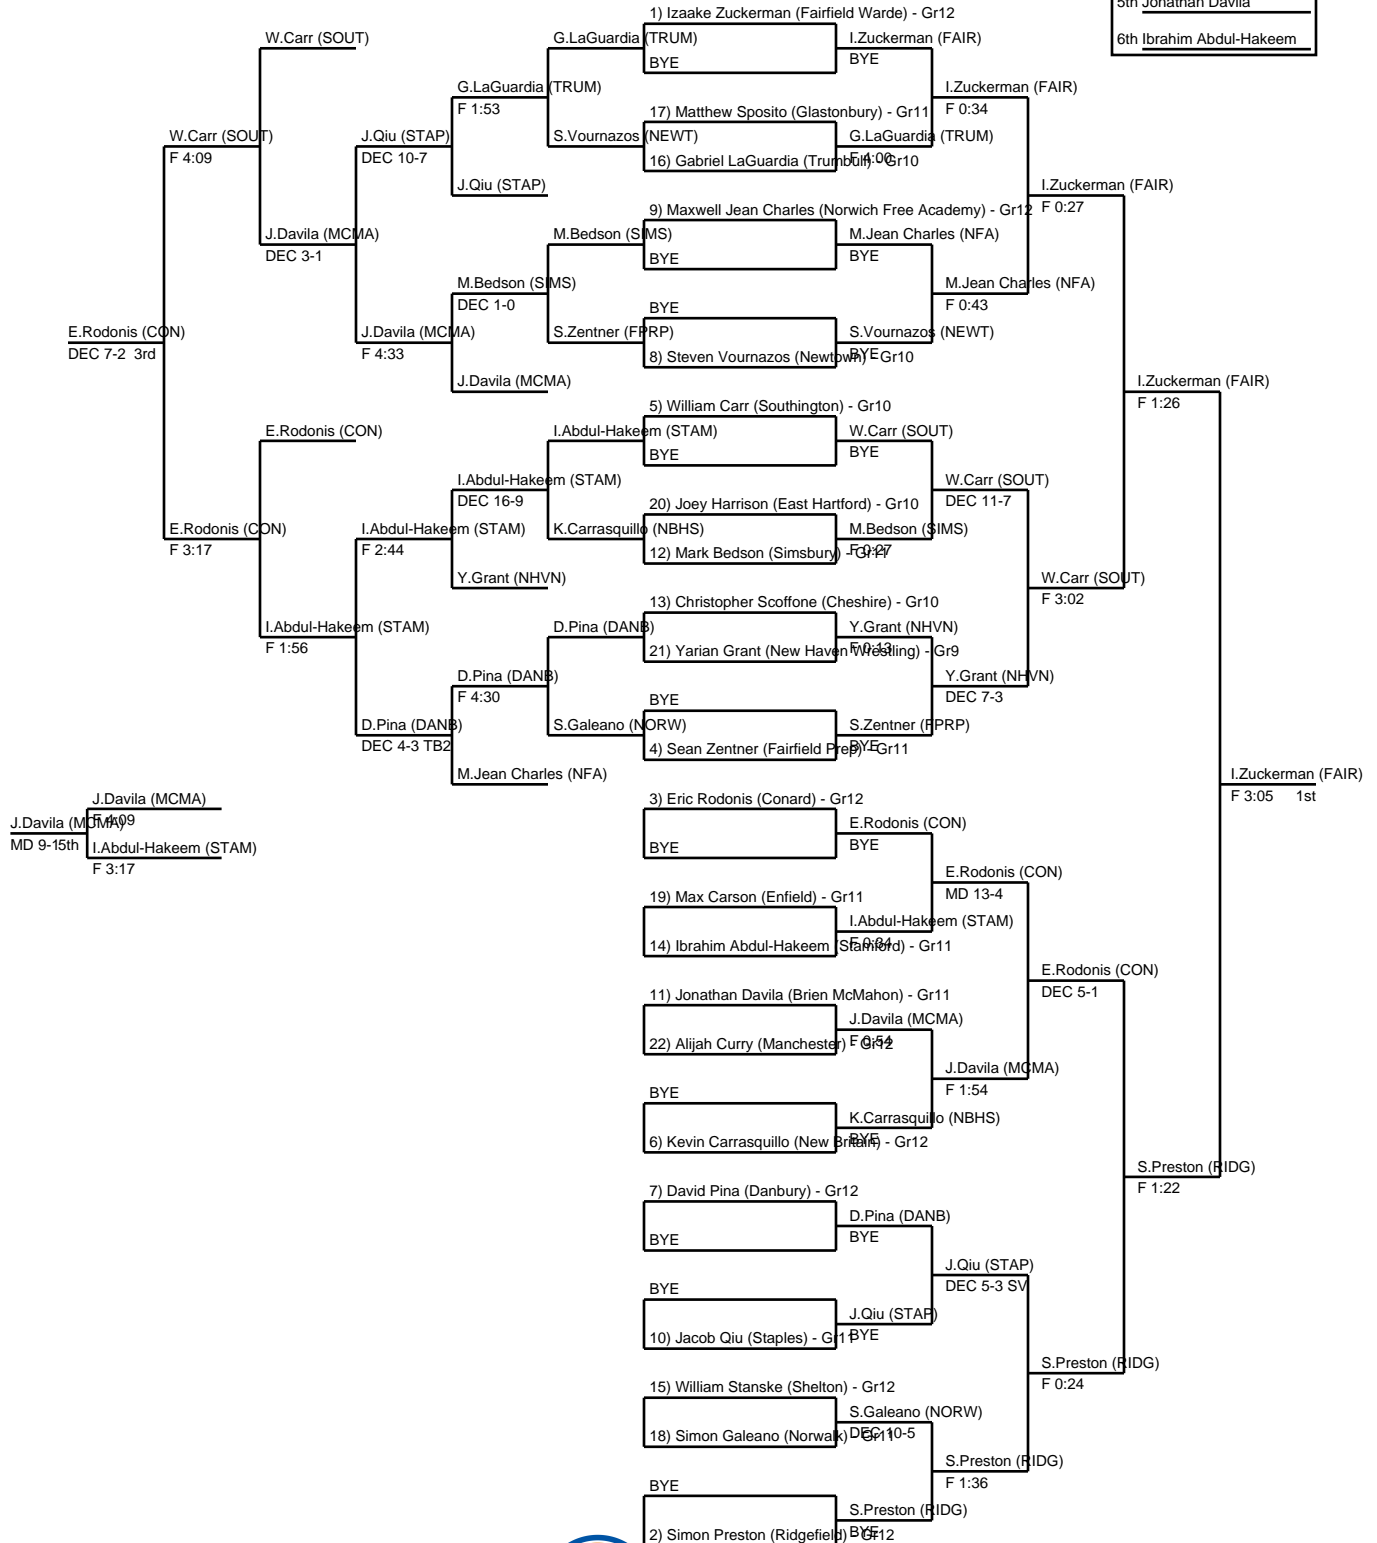 5th Jonathan Davila
6th Ibrahim Abdul-Hakeem
W.Carr (SOUT)
W.Carr (SOUT)
F 4:09
J.Davila (MCMA)
DEC 3-1
E.Rodonis (CON)
DEC 7-2 3rd
E.Rodonis (CON)
E.Rodonis (CON)
F 3:17
I.Abdul-Hakeem (STAM)
F 1:56
J.Davila (MCMA)
F 4:09
J.Davila (MCMA)
MD 9-15th
I.Abdul-Hakeem (STAM)
F 3:17
J.Qiu (STAP)
DEC 10-7
J.Davila (MCMA)
F 4:33
I.Abdul-Hakeem (STAM)
F 2:44
D.Pina (DANB)
DEC 4-3 TB2
G.LaGuardia (TRUM)
F 1:53
J.Qiu (STAP)
M.Bedson (SIMS)
DEC 1-0
J.Davila (MCMA)
I.Abdul-Hakeem (STAM)
DEC 16-9
Y.Grant (NHVN)
D.Pina (DANB)
F 4:30
M.Jean Charles (NFA)
G.LaGuardia (TRUM)
S.Vournazos (NEWT)
M.Bedson (SIMS)
S.Zentner (FPRP)
I.Abdul-Hakeem (STAM)
K.Carrasquillo (NBHS)
D.Pina (DANB)
S.Galeano (NORW)
1) Izaake Zuckerman (Fairfield Warde) - Gr12
BYE
17) Matthew Sposito (Glastonbury) - Gr11
16) Gabriel LaGuardia (Trumbull) - Gr10
9) Maxwell Jean Charles (Norwich Free Academy) - Gr12
BYE
BYE
8) Steven Vournazos (Newtown) - Gr10
5) William Carr (Southington) - Gr10
BYE
20) Joey Harrison (East Hartford) - Gr10
12) Mark Bedson (Simsbury) - Gr11
13) Christopher Scoffone (Cheshire) - Gr10
21) Yarian Grant (New Haven Wrestling) - Gr9
BYE
4) Sean Zentner (Fairfield Prep) - Gr11
3) Eric Rodonis (Conard) - Gr12
BYE
19) Max Carson (Enfield) - Gr11
14) Ibrahim Abdul-Hakeem (Stamford) - Gr11
11) Jonathan Davila (Brien McMahon) - Gr11
22) Alijah Curry (Manchester) - Gr12
BYE
6) Kevin Carrasquillo (New Britain) - Gr12
7) David Pina (Danbury) - Gr12
BYE
BYE
10) Jacob Qiu (Staples) - Gr11
15) William Stanske (Shelton) - Gr12
18) Simon Galeano (Norwalk) - Gr11
BYE
2) Simon Preston (Ridgefield) - Gr12
I.Zuckerman (FAIR)
BYE
G.LaGuardia (TRUM)
F 4:00
M.Jean Charles (NFA)
BYE
S.Vournazos (NEWT)
BYE
W.Carr (SOUT)
BYE
M.Bedson (SIMS)
F 0:27
Y.Grant (NHVN)
F 0:13
S.Zentner (FPRP)
BYE
E.Rodonis (CON)
BYE
I.Abdul-Hakeem (STAM)
F 0:34
J.Davila (MCMA)
F 0:54
K.Carrasquillo (NBHS)
BYE
D.Pina (DANB)
BYE
J.Qiu (STAP)
BYE
S.Galeano (NORW)
DEC 10-5
S.Preston (RIDG)
BYE
I.Zuckerman (FAIR)
F 0:34
M.Jean Charles (NFA)
F 0:43
W.Carr (SOUT)
DEC 11-7
Y.Grant (NHVN)
DEC 7-3
E.Rodonis (CON)
MD 13-4
J.Davila (MCMA)
F 1:54
J.Qiu (STAP)
DEC 5-3 SV
S.Preston (RIDG)
F 1:36
I.Zuckerman (FAIR)
F 0:27
W.Carr (SOUT)
F 3:02
E.Rodonis (CON)
DEC 5-1
S.Preston (RIDG)
F 0:24
I.Zuckerman (FAIR)
F 1:26
S.Preston (RIDG)
F 1:22
I.Zuckerman (FAIR)
F 3:05 1st